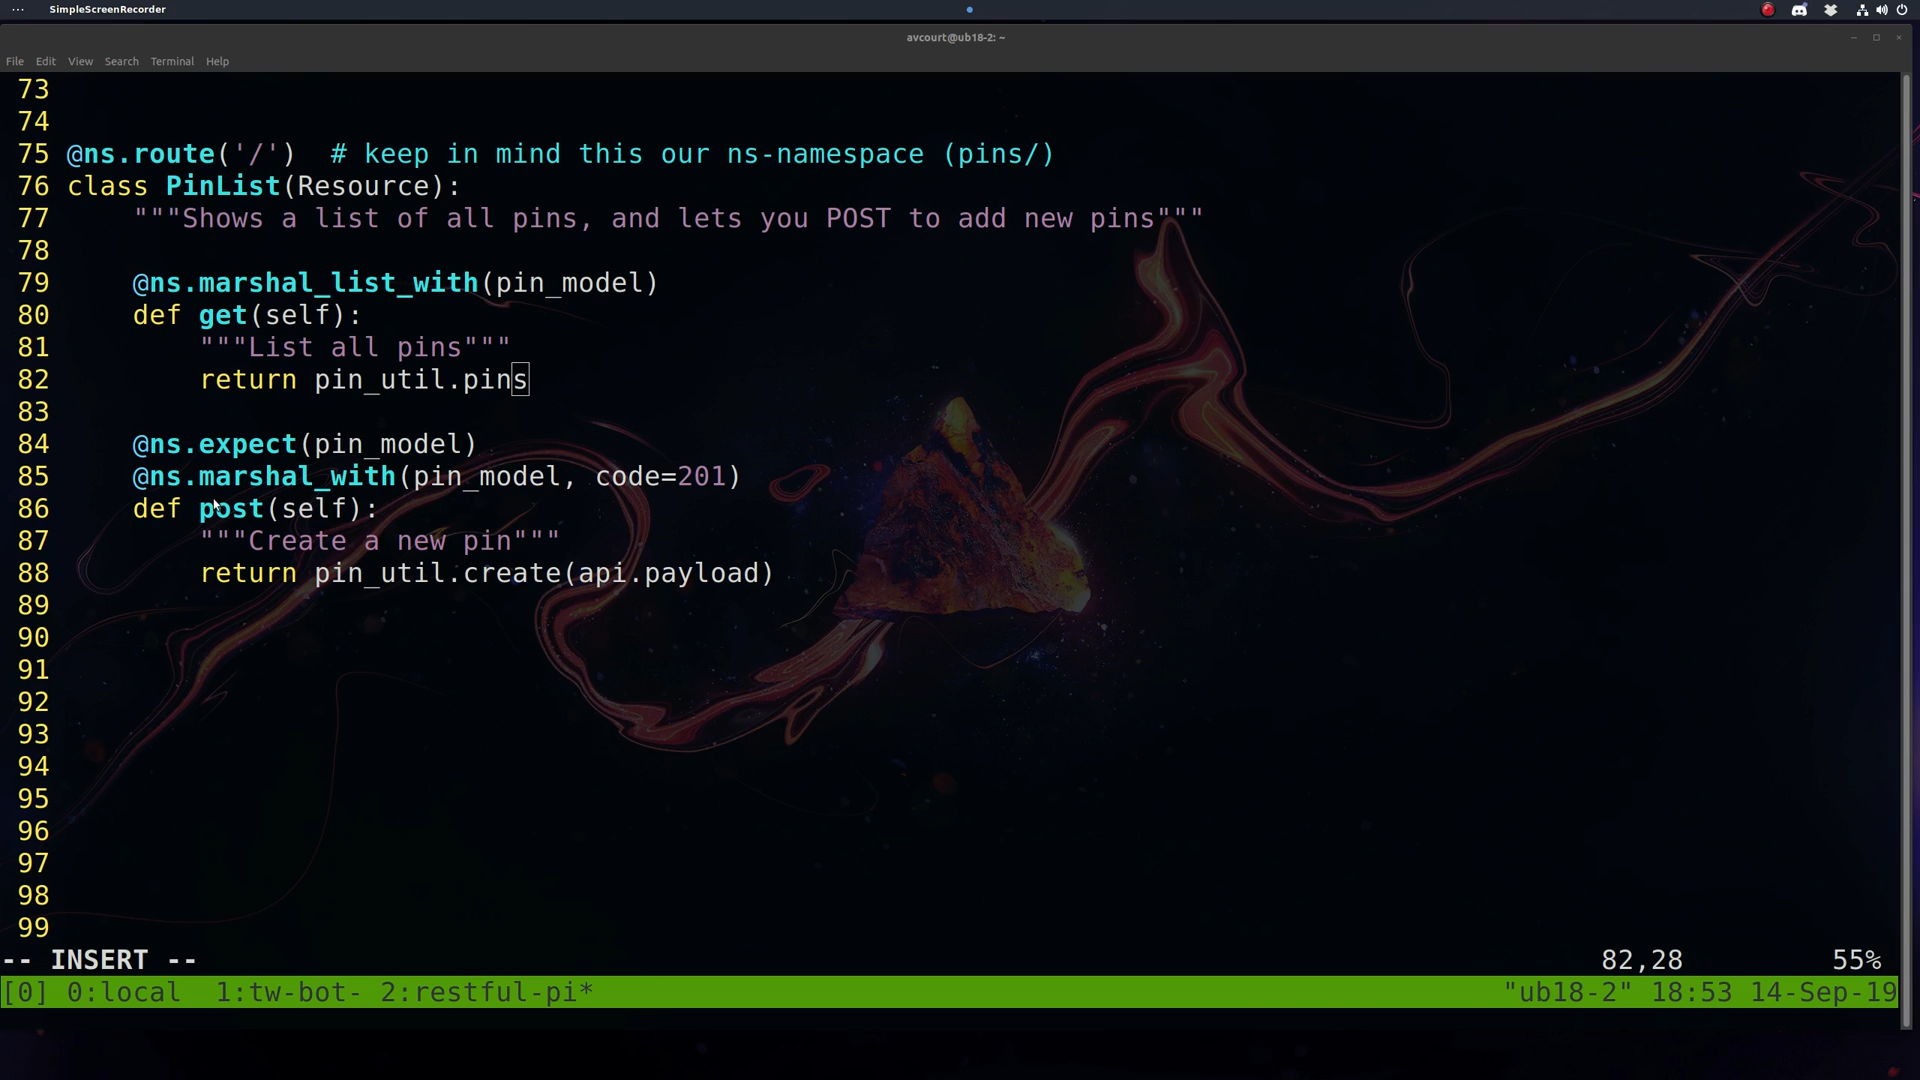 ··· SimpleScreenRecorder
avcourt@ub18-2: ~
File Edit View Search Terminal Help
73
74
75 @ns.route('/')  # keep in mind this our ns-namespace (pins/)
76 class PinList(Resource):
77     """Shows a list of all pins, and lets you POST to add new pins"""
78
79     @ns.marshal_list_with(pin_model)
80     def get(self):
81         """List all pins"""
82         return pin_util.pins
83
84     @ns.expect(pin_model)
85     @ns.marshal_with(pin_model, code=201)
86     def post(self):
87         """Create a new pin"""
88         return pin_util.create(api.payload)
89
90
91
92
93
94
95
96
97
98
99
-- INSERT -- 82,28 55%
[0] 0:local  1:tw-bot- 2:restful-pi* "ub18-2" 18:53 14-Sep-19